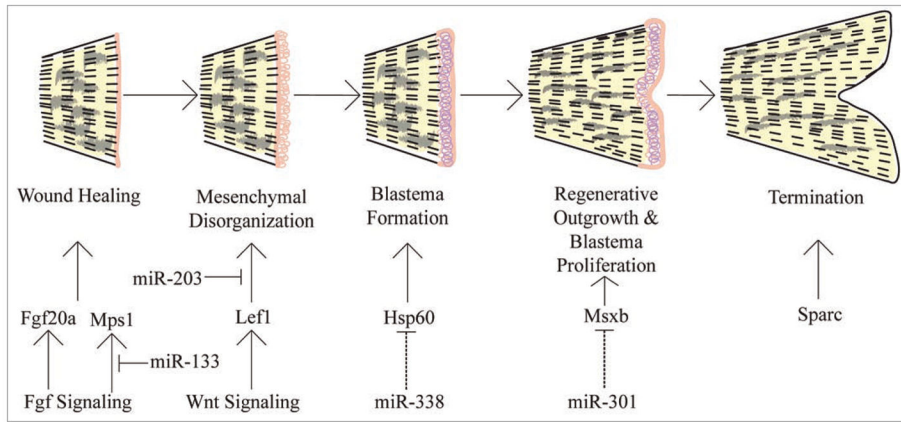 Wound Healing
Mesenchymal
Disorganization
Blastema
Formation
Regenerative
Outgrowth &
Blastema
Proliferation
Termination
miR-203
Fgf20a
Mps1
Lef1
Hsp60
Msxb
Sparc
miR-133
Fgf Signaling
Wnt Signaling
miR-338
miR-301